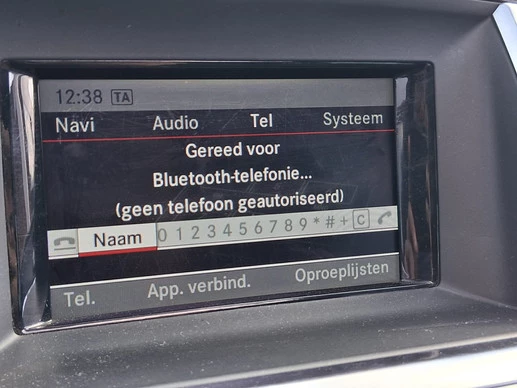 12:38 TA
Navi Audio Tel Systeem
Gereed voor
Bluetooth-telefonie...
(geen telefoon geautoriseerd)
Naam 0 1 2 3 4 5 6 7 8 9 * # + C
Tel. App. verbind. Oproeplijsten